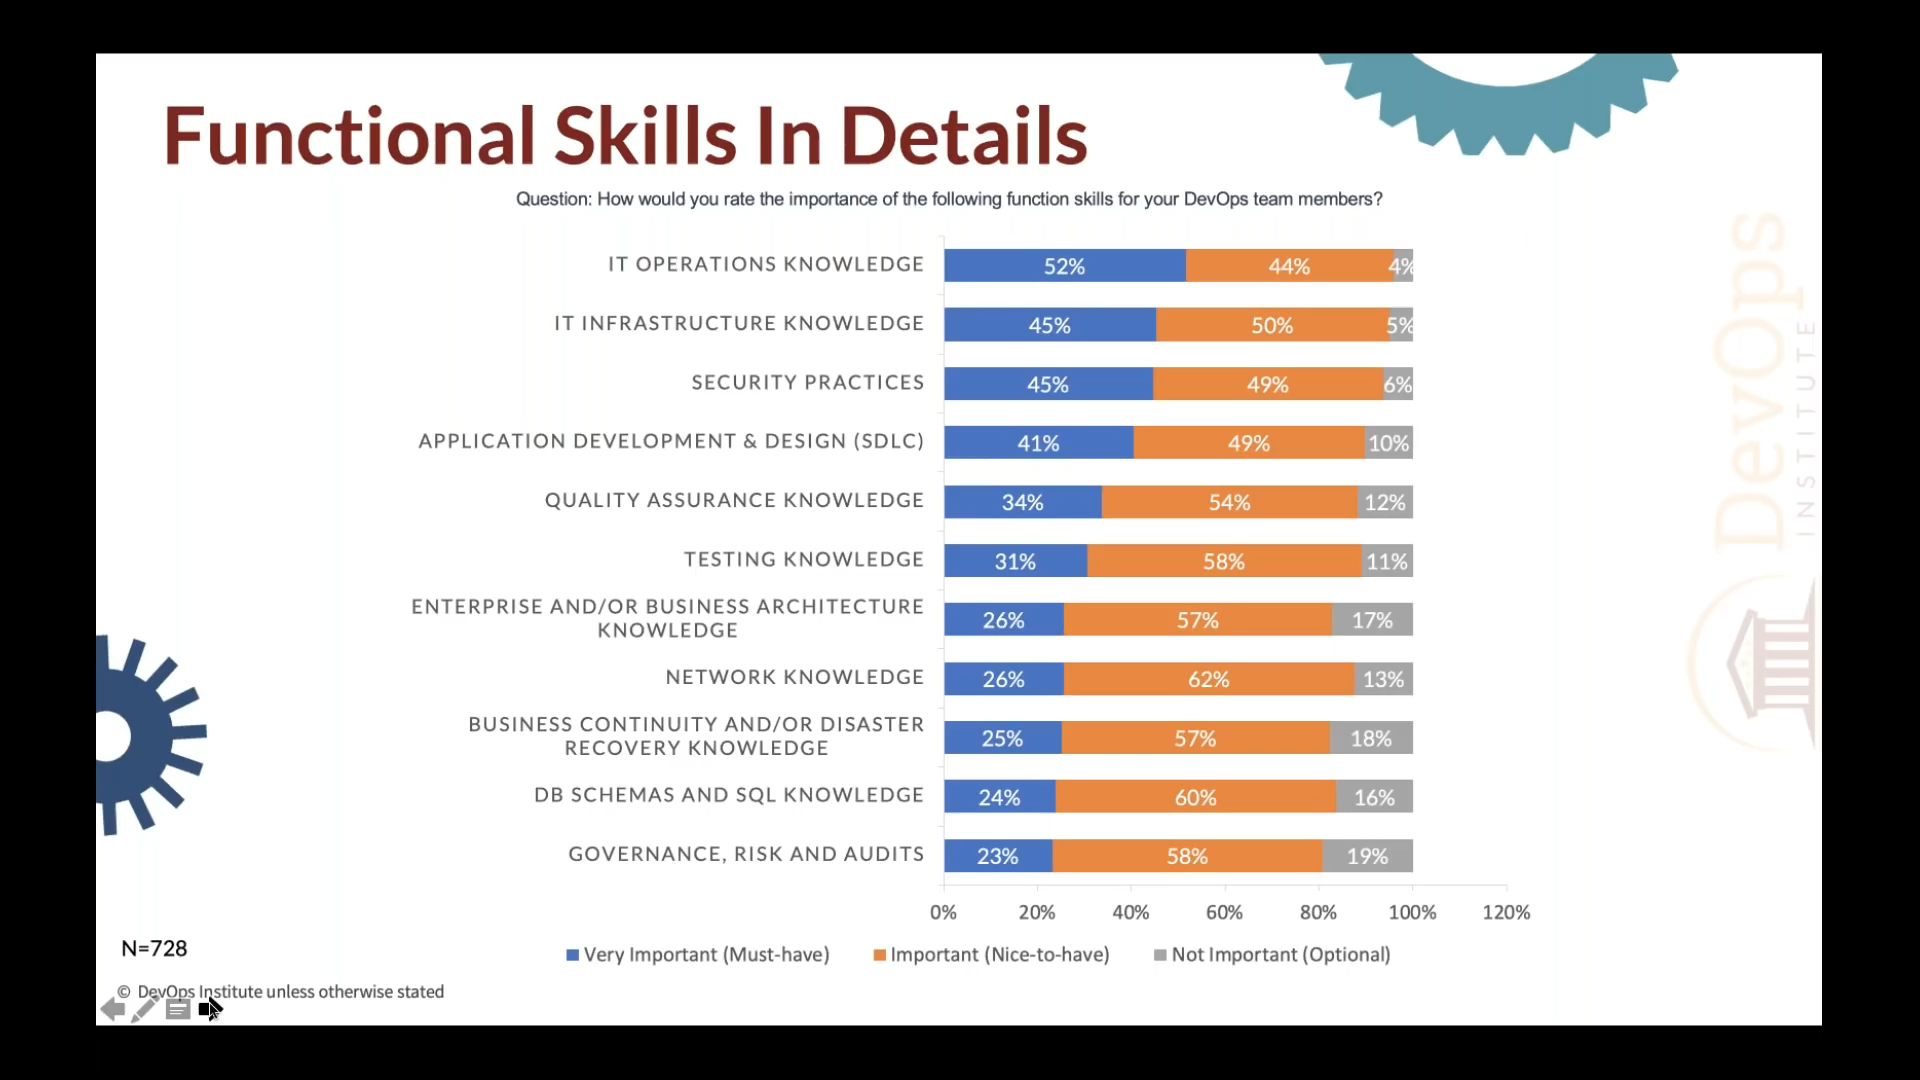 Functional Skills In Details
Question: How would you rate the importance of the following function skills for your DevOps team members?
IT OPERATIONS KNOWLEDGE 52% 44% 4%
IT INFRASTRUCTURE KNOWLEDGE 45% 50% 5%
SECURITY PRACTICES 45% 49% 6%
APPLICATION DEVELOPMENT & DESIGN (SDLC) 41% 49% 10%
QUALITY ASSURANCE KNOWLEDGE 34% 54% 12%
TESTING KNOWLEDGE 31% 58% 11%
ENTERPRISE AND/OR BUSINESS ARCHITECTURE
KNOWLEDGE 26% 57% 17%
NETWORK KNOWLEDGE 26% 62% 13%
BUSINESS CONTINUITY AND/OR DISASTER
RECOVERY KNOWLEDGE 25% 57% 18%
DB SCHEMAS AND SQL KNOWLEDGE 24% 60% 16%
GOVERNANCE, RISK AND AUDITS 23% 58% 19%
0% 20% 40% 60% 80% 100% 120%
Very Important (Must-have) Important (Nice-to-have) Not Important (Optional)
N=728
© DevOps Institute unless otherwise stated
DevOps
INSTITUTE